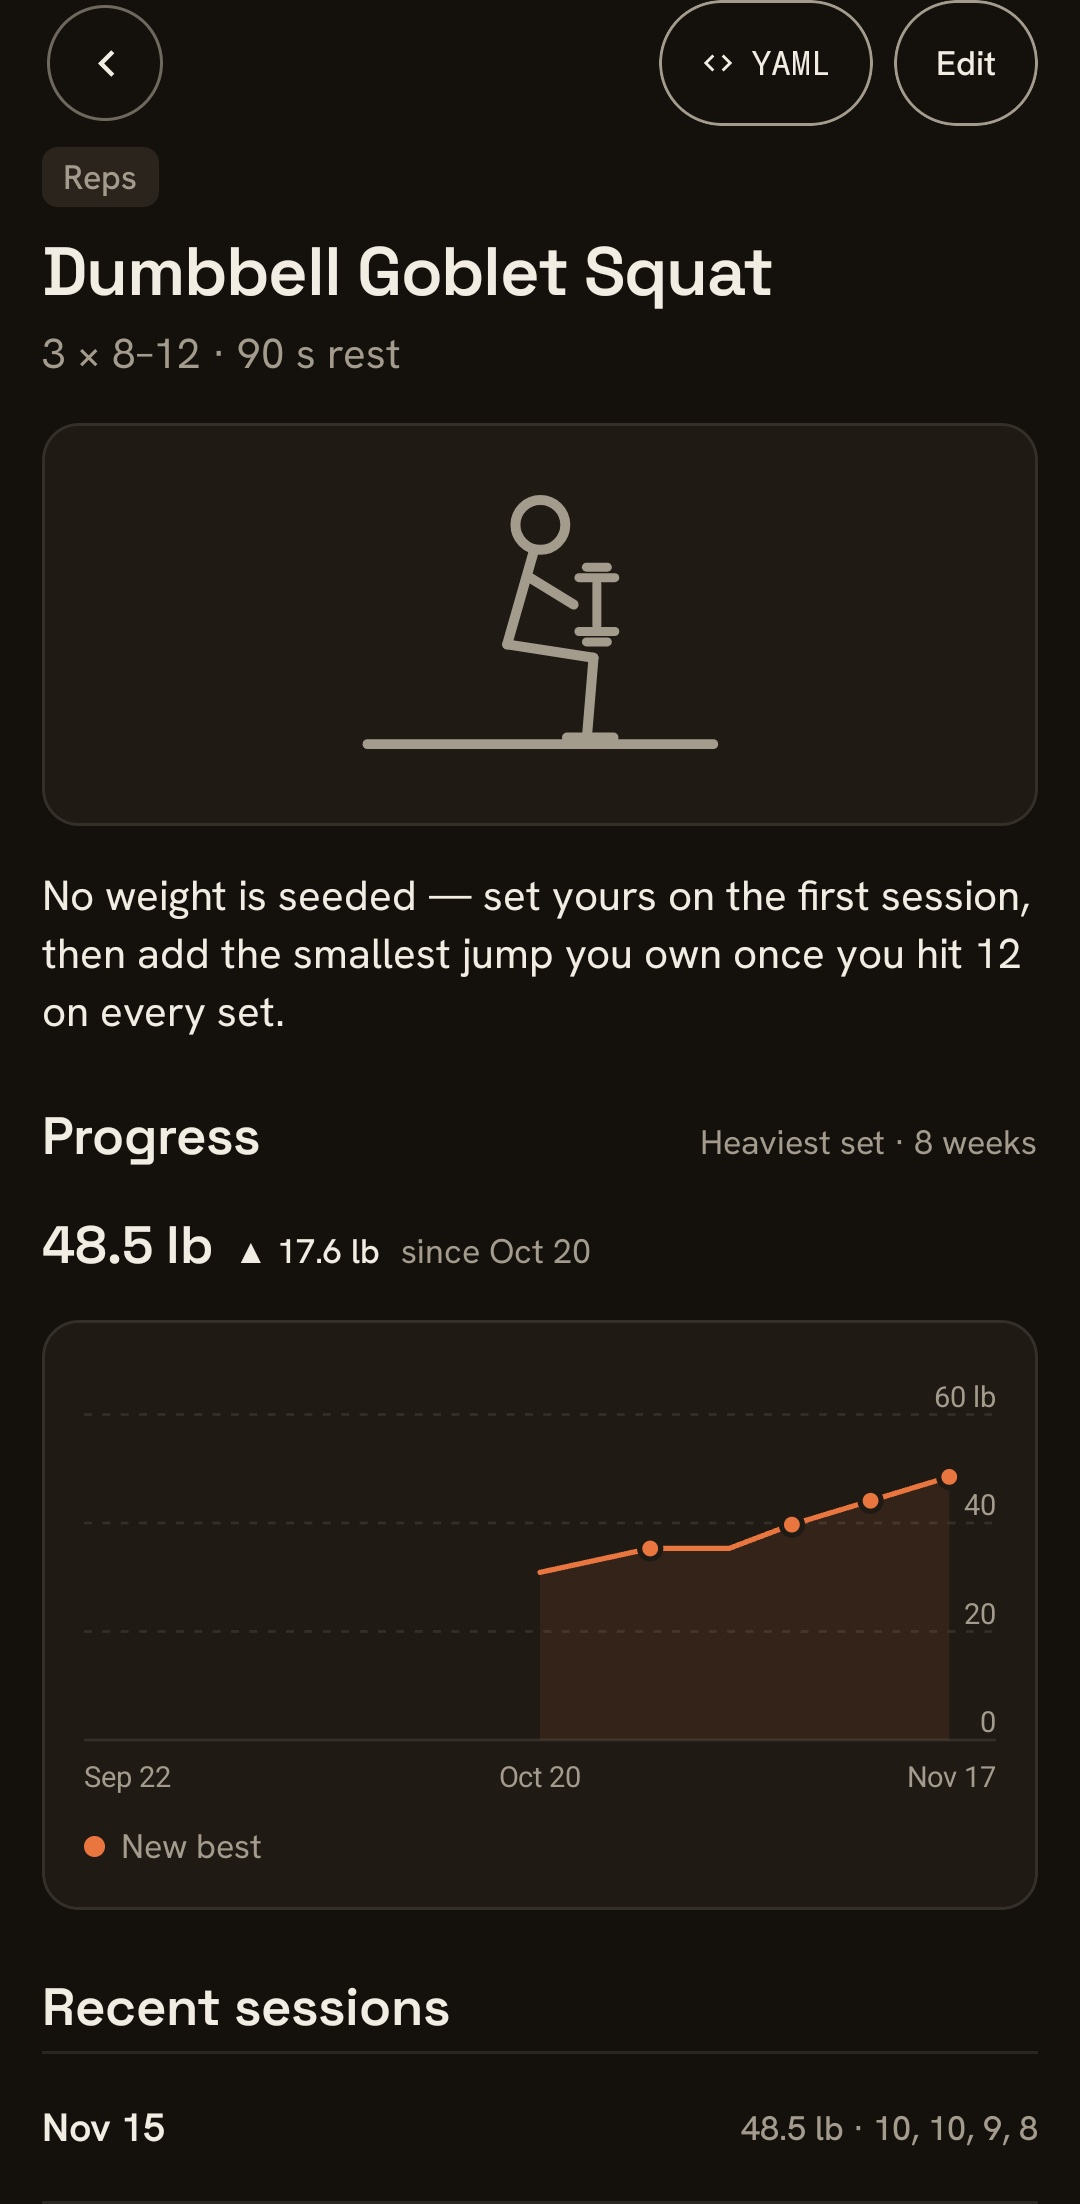 <> YAML
Edit
Reps
Dumbbell Goblet Squat
3 × 8–12 · 90 s rest
No weight is seeded — set yours on the first session,
then add the smallest jump you own once you hit 12
on every set.
Progress
Heaviest set · 8 weeks
48.5 lb ▲ 17.6 lb since Oct 20
60 lb
40
20
0
Sep 22
Oct 20
Nov 17
New best
Recent sessions
Nov 15
48.5 lb · 10, 10, 9, 8